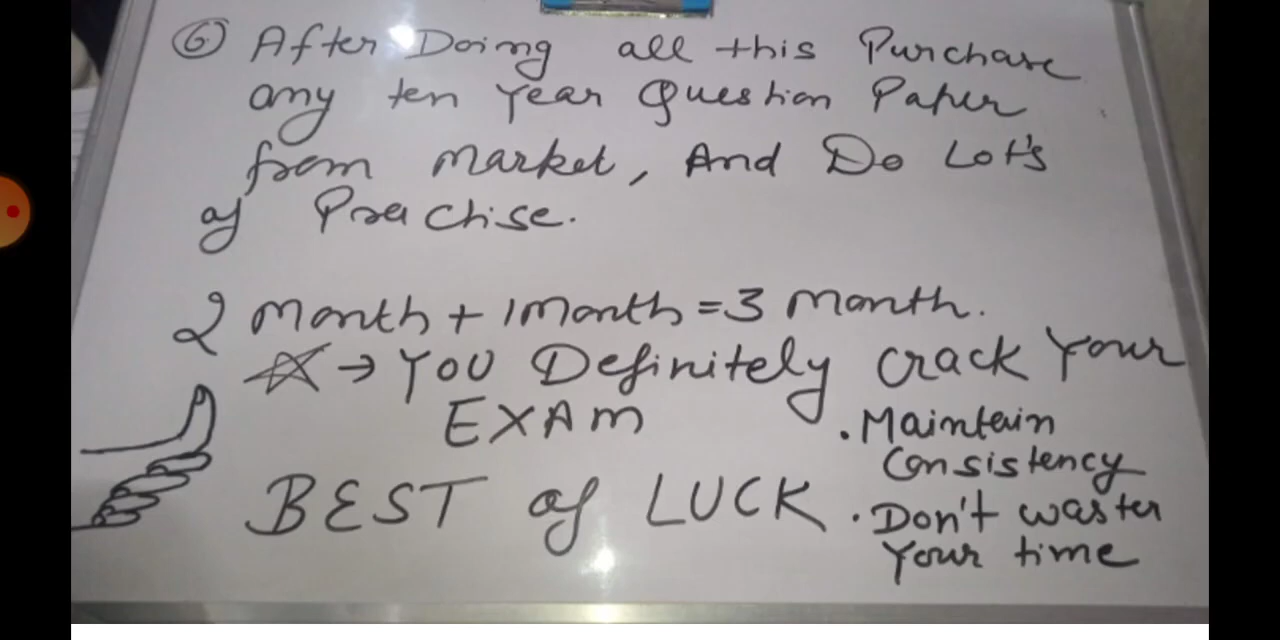 ⑥ After Doing all this Purchase
any ten Year Question Paper
from Market, And Do Lot's
of Practise.
2 Month + 1 Month = 3 Month.
☆ → YOU Definitely crack Your
EXAM
. Maintain
Consistency
BEST of LUCK
. Don't waster
Your time